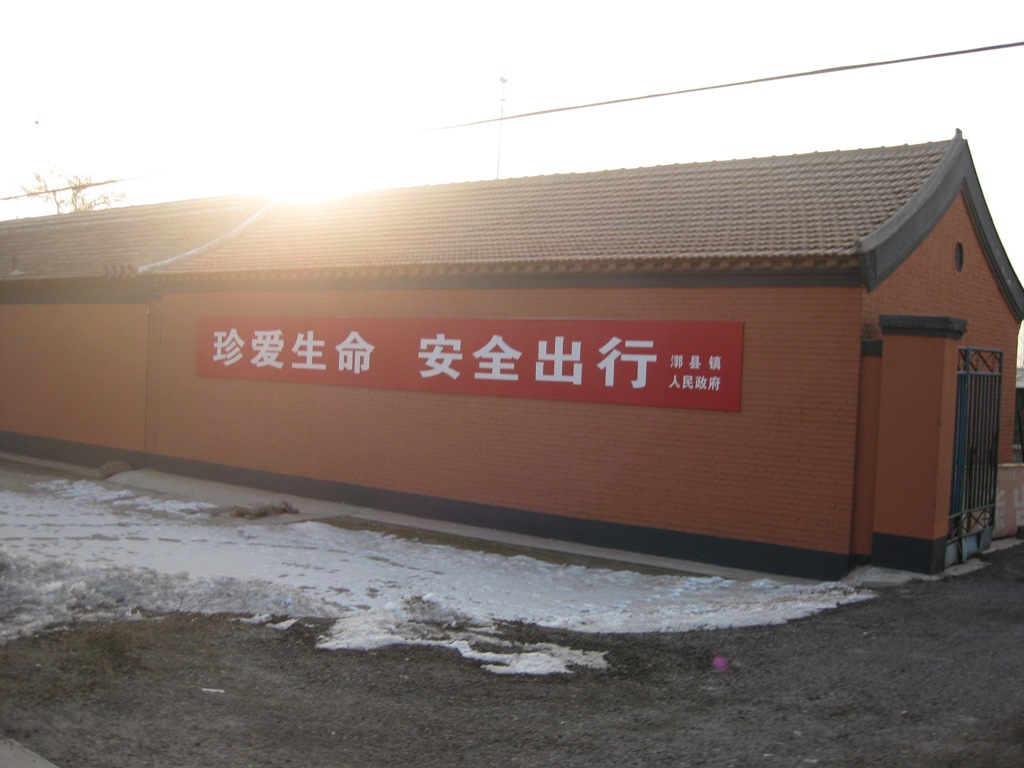 珍爱生命 安全出行
漷县镇
人民政府